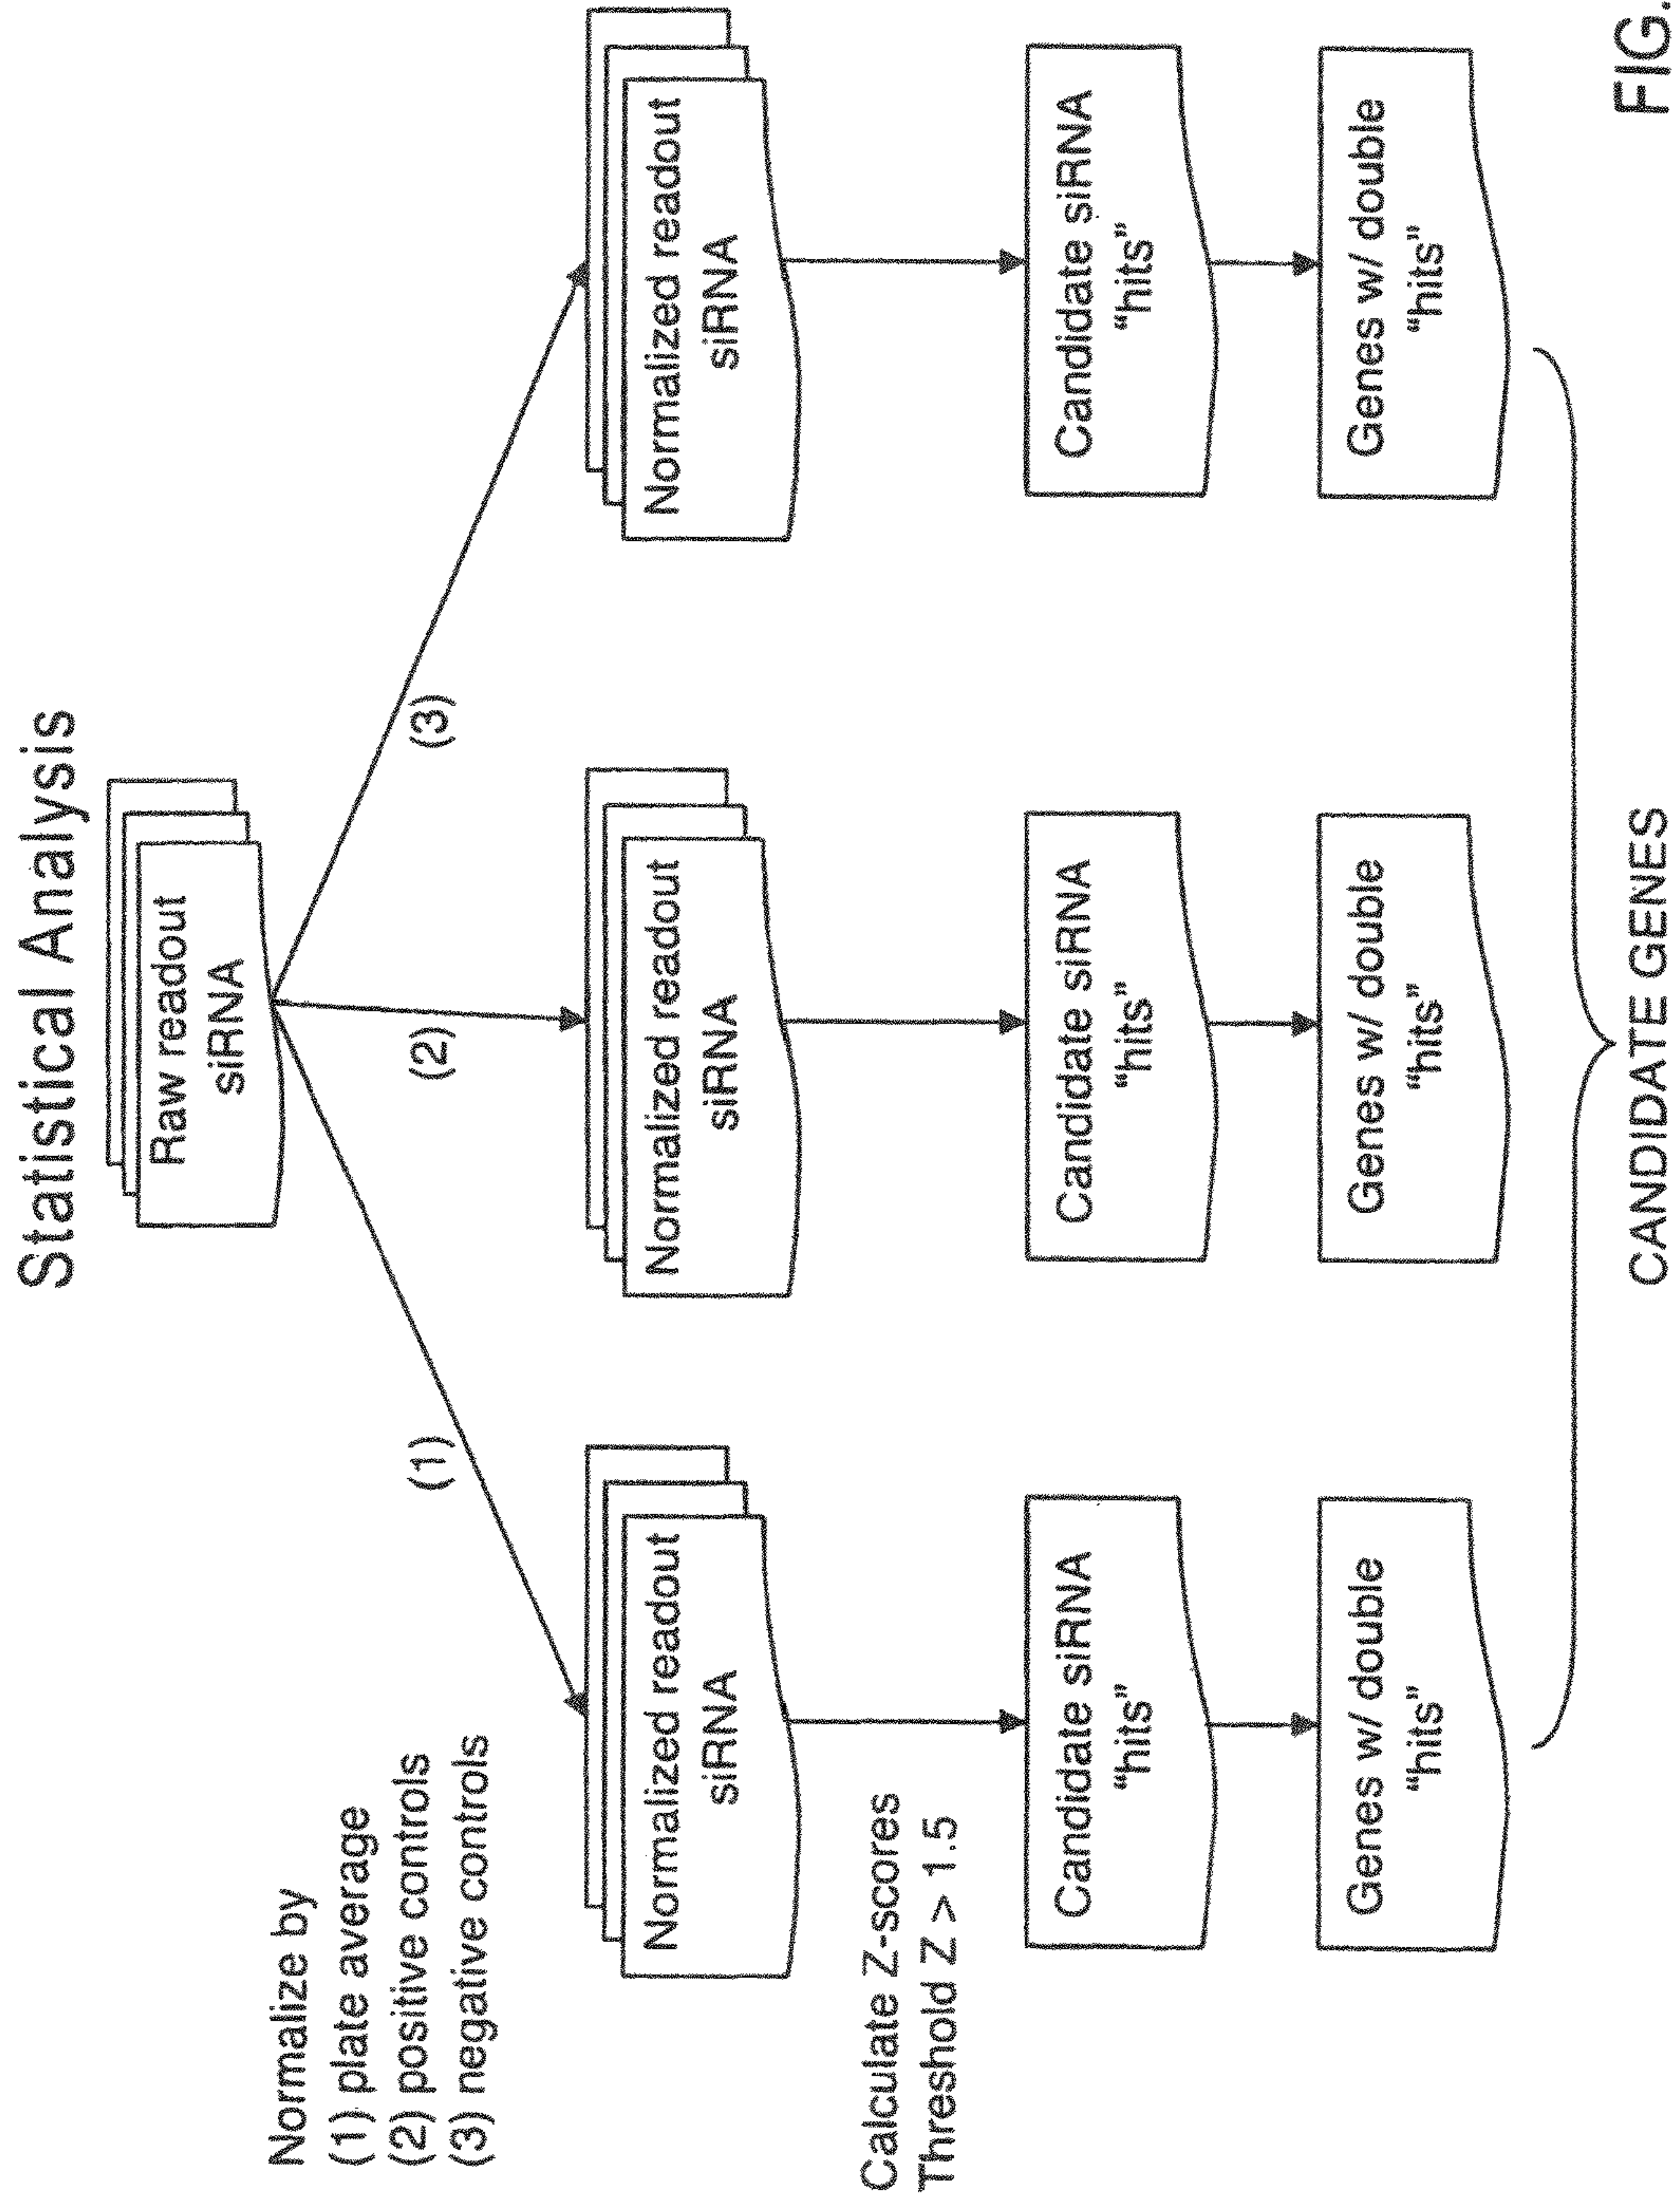 Statistical Analysis
Raw readout
siRNA
Normalize by
(1) plate average
(2) positive controls
(3) negative controls
(1)
(2)
(3)
Normalized readout
siRNA
Normalized readout
siRNA
Normalized readout
siRNA
Calculate Z-scores
Threshold Z > 1.5
Candidate siRNA
“hits”
Candidate siRNA
“hits”
Candidate siRNA
“hits”
Genes w/ double
“hits”
Genes w/ double
“hits”
Genes w/ double
“hits”
CANDIDATE GENES
FIG.